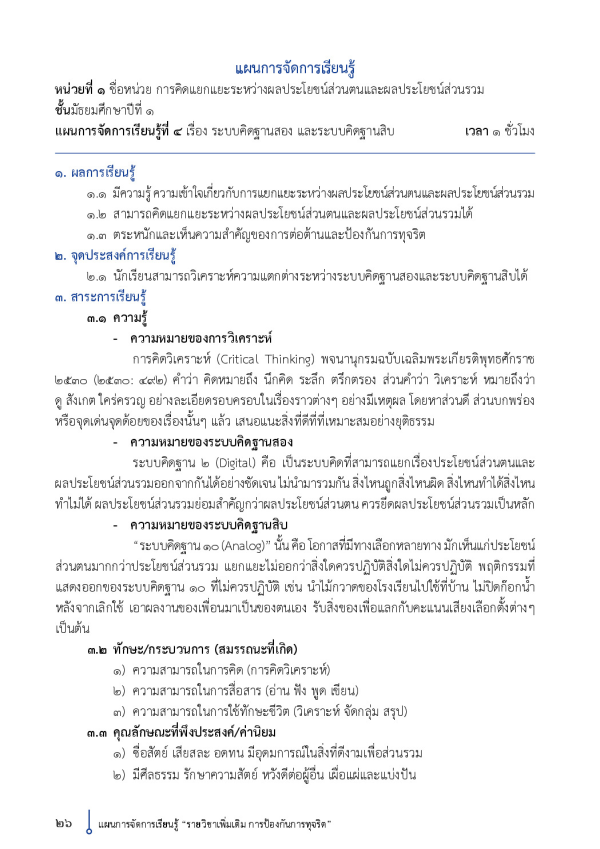 แผนการจัดการเรียนรู้
หน่วยที่ ๑ ชื่อหน่วย การคิดแยกแยะระหว่างผลประโยชน์ส่วนตนและผลประโยชน์ส่วนรวม
ชั้นมัธยมศึกษาปีที่ ๑
แผนการจัดการเรียนรู้ที่ ๔ เรื่อง ระบบคิดฐานสอง และระบบคิดฐานสิบ เวลา ๑ ชั่วโมง
๑. ผลการเรียนรู้
๑.๑ มีความรู้ ความเข้าใจเกี่ยวกับการแยกแยะระหว่างผลประโยชน์ส่วนตนและผลประโยชน์ส่วนรวม
๑.๒ สามารถคิดแยกแยะระหว่างผลประโยชน์ส่วนตนและผลประโยชน์ส่วนรวมได้
๑.๓ ตระหนักและเห็นความสำคัญของการต่อต้านและป้องกันการทุจริต
๒. จุดประสงค์การเรียนรู้
๒.๑ นักเรียนสามารถวิเคราะห์ความแตกต่างระหว่างระบบคิดฐานสองและระบบคิดฐานสิบได้
๓. สาระการเรียนรู้
๓.๑ ความรู้
- ความหมายของการวิเคราะห์
การคิดวิเคราะห์ (Critical Thinking) พจนานุกรมฉบับเฉลิมพระเกียรติพุทธศักราช
๒๕๓๐ (๒๕๓๐: ๔๙๒) คำว่า คิดหมายถึง นึกคิด ระลึก ตรึกตรอง ส่วนคำว่า วิเคราะห์ หมายถึงว่า
ดู สังเกต ใคร่ครวญ อย่างละเอียดรอบครอบในเรื่องราวต่างๆ อย่างมีเหตุผล โดยหาส่วนดี ส่วนบกพร่อง
หรือจุดเด่นจุดด้อยของเรื่องนั้นๆ แล้ว เสนอแนะสิ่งที่ดีที่ที่เหมาะสมอย่างยุติธรรม
- ความหมายของระบบคิดฐานสอง
ระบบคิดฐาน ๒ (Digital) คือ เป็นระบบคิดที่สามารถแยกเรื่องประโยชน์ส่วนตนและ
ผลประโยชน์ส่วนรวมออกจากกันได้อย่างชัดเจน ไม่นำมารวมกัน สิ่งไหนถูกสิ่งไหนผิด สิ่งไหนทำได้สิ่งไหน
ทำไม่ได้ ผลประโยชน์ส่วนรวมย่อมสำคัญกว่าผลประโยชน์ส่วนตน ควรยึดผลประโยชน์ส่วนรวมเป็นหลัก
- ความหมายของระบบคิดฐานสิบ
“ระบบคิดฐาน ๑๐ (Analog)” นั้น คือ โอกาสที่มีทางเลือกหลายทาง มักเห็นแก่ประโยชน์
ส่วนตนมากกว่าประโยชน์ส่วนรวม แยกแยะไม่ออกว่าสิ่งใดควรปฏิบัติสิ่งใดไม่ควรปฏิบัติ พฤติกรรมที่
แสดงออกของระบบคิดฐาน ๑๐ ที่ไม่ควรปฏิบัติ เช่น นำไม้กวาดของโรงเรียนไปใช้ที่บ้าน ไม่ปิดก๊อกน้ำ
หลังจากเลิกใช้ เอาผลงานของเพื่อนมาเป็นของตนเอง รับสิ่งของเพื่อแลกกับคะแนนเสียงเลือกตั้งต่างๆ
เป็นต้น
๓.๒ ทักษะ/กระบวนการ (สมรรถนะที่เกิด)
๑) ความสามารถในการคิด (การคิดวิเคราะห์)
๒) ความสามารถในการสื่อสาร (อ่าน ฟัง พูด เขียน)
๓) ความสามารถในการใช้ทักษะชีวิต (วิเคราะห์ จัดกลุ่ม สรุป)
๓.๓ คุณลักษณะที่พึงประสงค์/ค่านิยม
๑) ซื่อสัตย์ เสียสละ อดทน มีอุดมการณ์ในสิ่งที่ดีงามเพื่อส่วนรวม
๒) มีศีลธรรม รักษาความสัตย์ หวังดีต่อผู้อื่น เผื่อแผ่และแบ่งปัน
๒๖ แผนการจัดการเรียนรู้ “รายวิชาเพิ่มเติม การป้องกันการทุจริต”